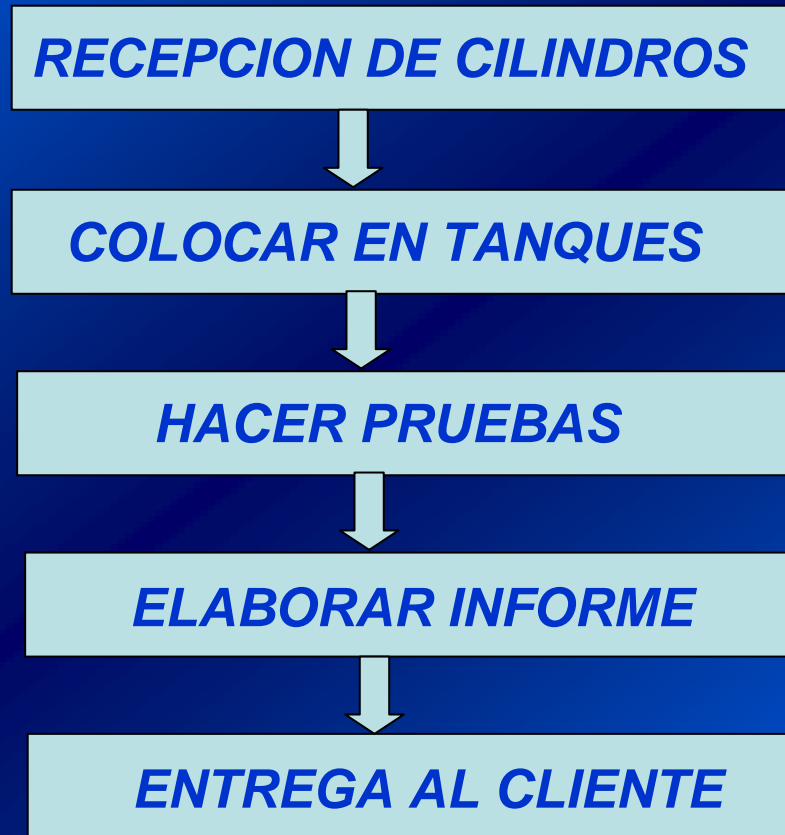 RECEPCION DE CILINDROS
COLOCAR EN TANQUES
HACER PRUEBAS
ELABORAR INFORME
ENTREGA AL CLIENTE